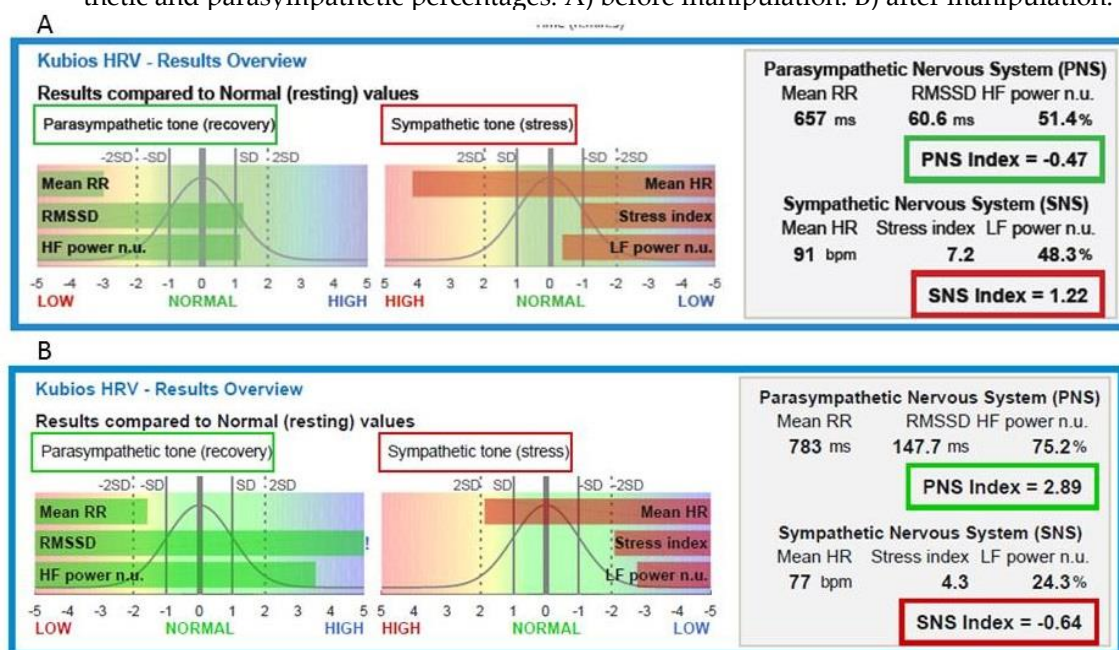 thetic and parasympathetic percentages. A) before manipulation. B) after manipulation.
A
Kubios HRV - Results Overview
Results compared to Normal (resting) values
Parasympathetic tone (recovery)
Sympathetic tone (stress)
-2SD -SD SD 2SD
2SD SD -SD -2SD
Mean RR
RMSSD
HF power n.u.
Mean HR
Stress index
LF power n.u.
-5 -4 -3 -2 -1 0 1 2 3 4 5
5 4 3 2 1 0 -1 -2 -3 -4 -5
LOW NORMAL HIGH
HIGH NORMAL LOW
Parasympathetic Nervous System (PNS)
Mean RR RMSSD HF power n.u.
657 ms 60.6 ms 51.4%
PNS Index = -0.47
Sympathetic Nervous System (SNS)
Mean HR Stress index LF power n.u.
91 bpm 7.2 48.3%
SNS Index = 1.22
B
Kubios HRV - Results Overview
Results compared to Normal (resting) values
Parasympathetic tone (recovery)
Sympathetic tone (stress)
-2SD -SD SD 2SD
2SD SD -SD -2SD
Mean RR
RMSSD !
HF power n.u.
Mean HR
Stress index
LF power n.u.
-5 -4 -3 -2 -1 0 1 2 3 4 5
5 4 3 2 1 0 -1 -2 -3 -4 -5
LOW NORMAL HIGH
HIGH NORMAL LOW
Parasympathetic Nervous System (PNS)
Mean RR RMSSD HF power n.u.
783 ms 147.7 ms 75.2%
PNS Index = 2.89
Sympathetic Nervous System (SNS)
Mean HR Stress index LF power n.u.
77 bpm 4.3 24.3%
SNS Index = -0.64